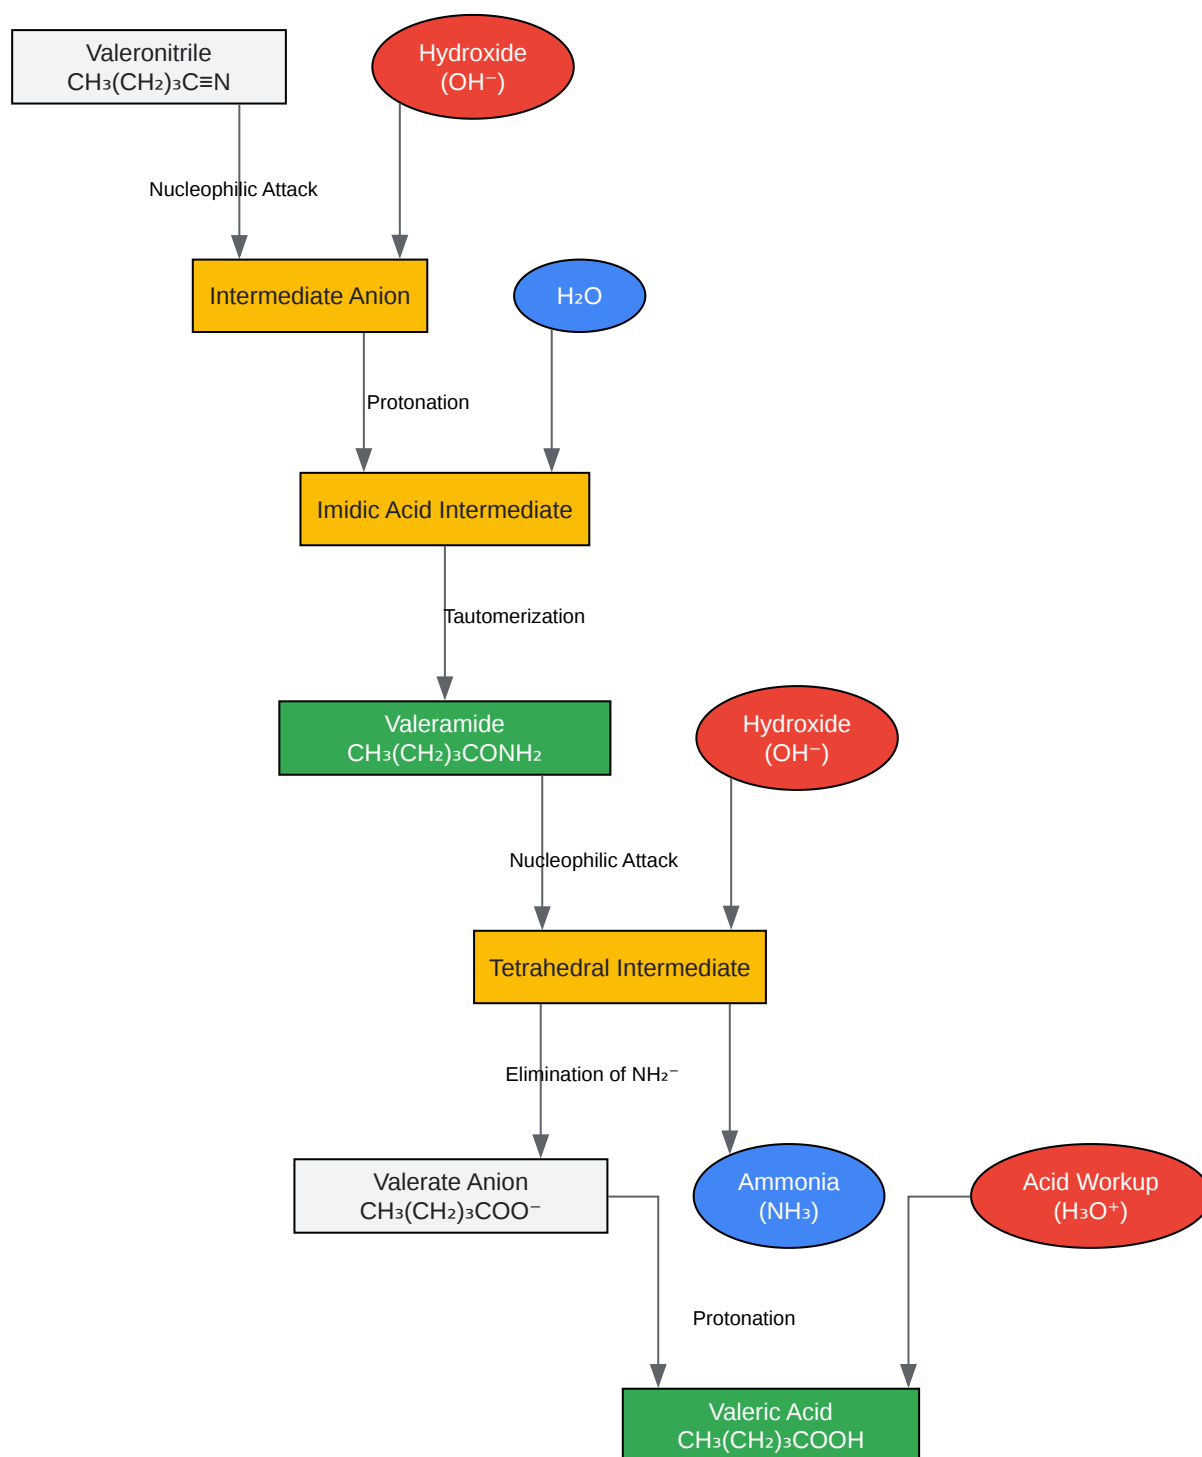 Valeronitrile
CH₃(CH₂)₃C≡N
Hydroxide
(OH⁻)
Nucleophilic Attack
Intermediate Anion
H₂O
Protonation
Imidic Acid Intermediate
Tautomerization
Valeramide
CH₃(CH₂)₃CONH₂
Hydroxide
(OH⁻)
Nucleophilic Attack
Tetrahedral Intermediate
Elimination of NH₂⁻
Valerate Anion
CH₃(CH₂)₃COO⁻
Ammonia
(NH₃)
Acid Workup
(H₃O⁺)
Protonation
Valeric Acid
CH₃(CH₂)₃COOH